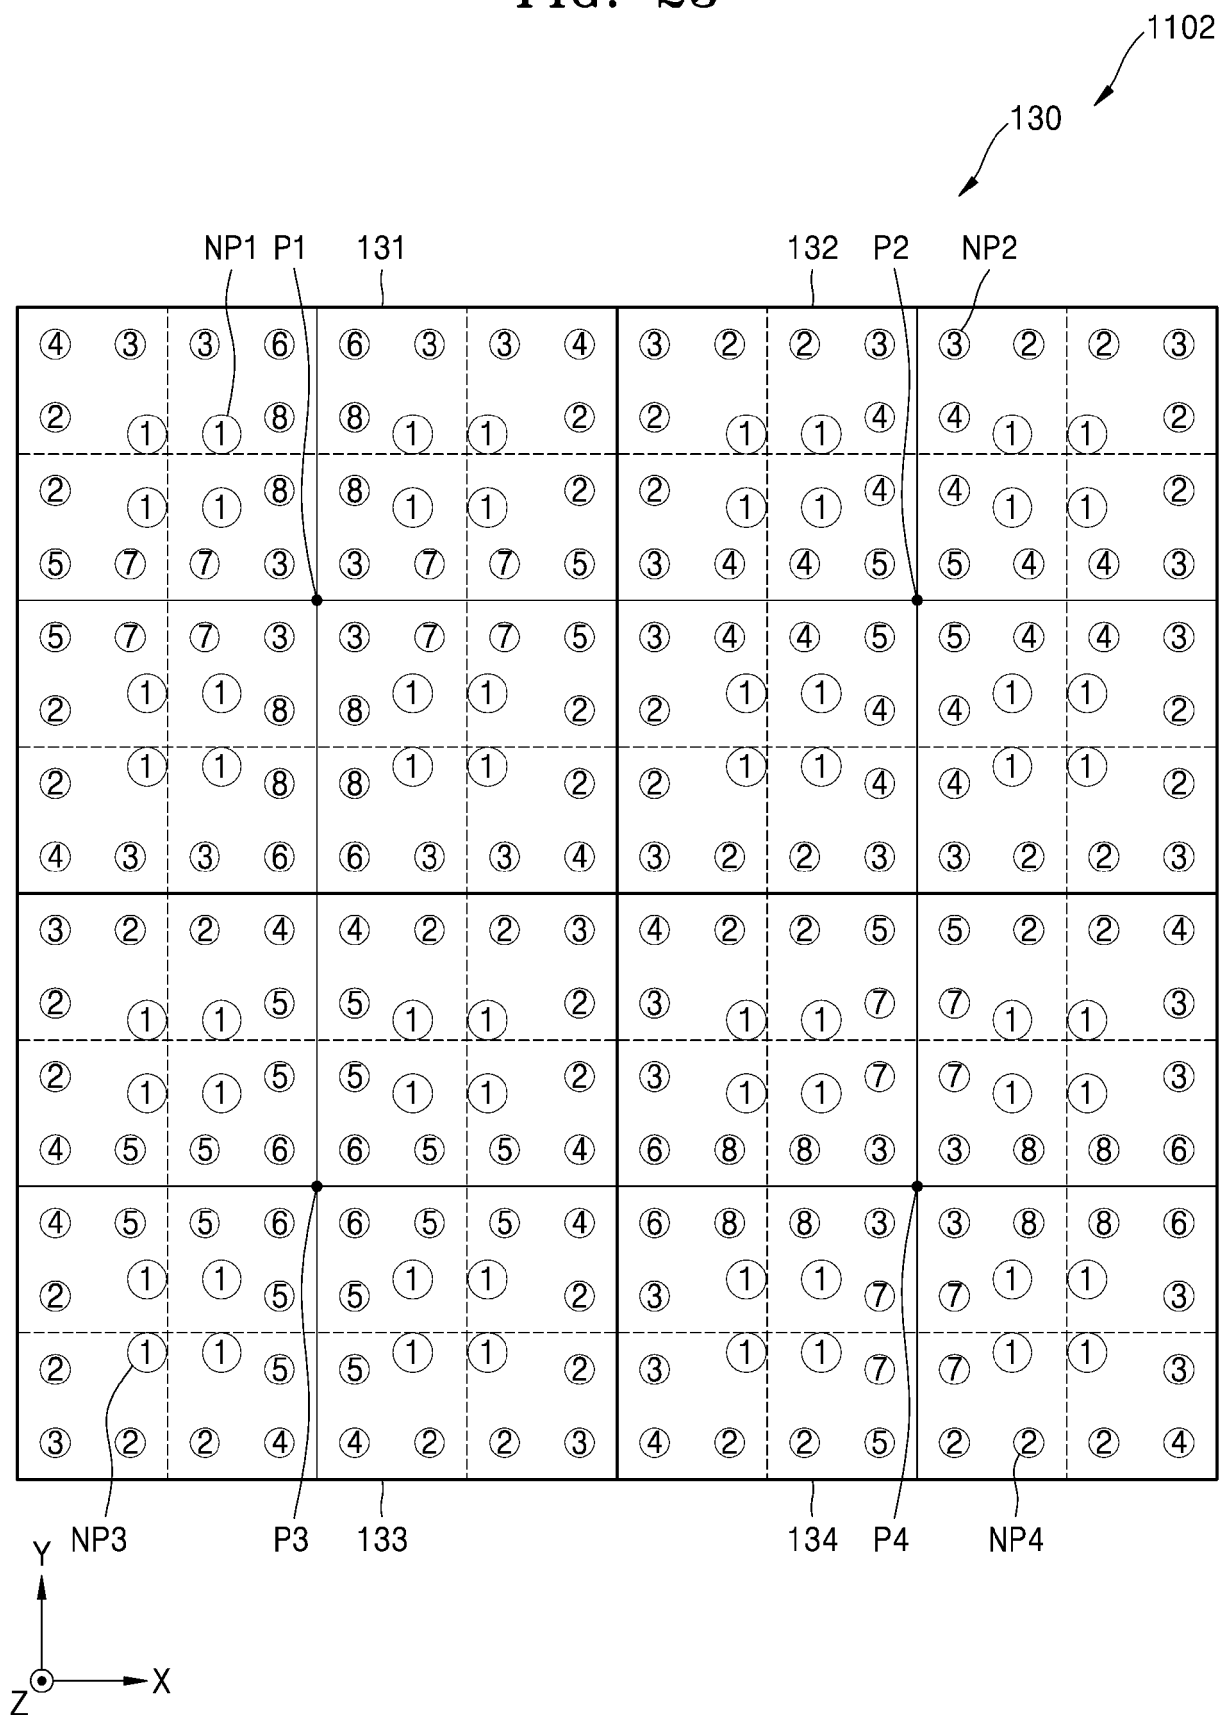 1102
130
NP1 P1 131 132 P2 NP2
④ ③ ③ ⑥ ⑥ ③ ③ ④ ③ ② ② ③ ③ ② ② ③
② ① ① ⑧ ⑧ ① ① ② ② ① ① ④ ④ ① ① ②
② ① ① ⑧ ⑧ ① ① ② ② ① ① ④ ④ ① ① ②
⑤ ⑦ ⑦ ③ ③ ⑦ ⑦ ⑤ ③ ④ ④ ⑤ ⑤ ④ ④ ③
⑤ ⑦ ⑦ ③ ③ ⑦ ⑦ ⑤ ③ ④ ④ ⑤ ⑤ ④ ④ ③
② ① ① ⑧ ⑧ ① ① ② ② ① ① ④ ④ ① ① ②
② ① ① ⑧ ⑧ ① ① ② ② ① ① ④ ④ ① ① ②
④ ③ ③ ⑥ ⑥ ③ ③ ④ ③ ② ② ③ ③ ② ② ③
③ ② ② ④ ④ ② ② ③ ④ ② ② ⑤ ⑤ ② ② ④
② ① ① ⑤ ⑤ ① ① ② ③ ① ① ⑦ ⑦ ① ① ③
② ① ① ⑤ ⑤ ① ① ② ③ ① ① ⑦ ⑦ ① ① ③
④ ⑤ ⑤ ⑥ ⑥ ⑤ ⑤ ④ ⑥ ⑧ ⑧ ③ ③ ⑧ ⑧ ⑥
④ ⑤ ⑤ ⑥ ⑥ ⑤ ⑤ ④ ⑥ ⑧ ⑧ ③ ③ ⑧ ⑧ ⑥
② ① ① ⑤ ⑤ ① ① ② ③ ① ① ⑦ ⑦ ① ① ③
② ① ① ⑤ ⑤ ① ① ② ③ ① ① ⑦ ⑦ ① ① ③
③ ② ② ④ ④ ② ② ③ ④ ② ② ⑤ ② ② ② ④
NP3 P3 133 134 P4 NP4
Y
X
Z